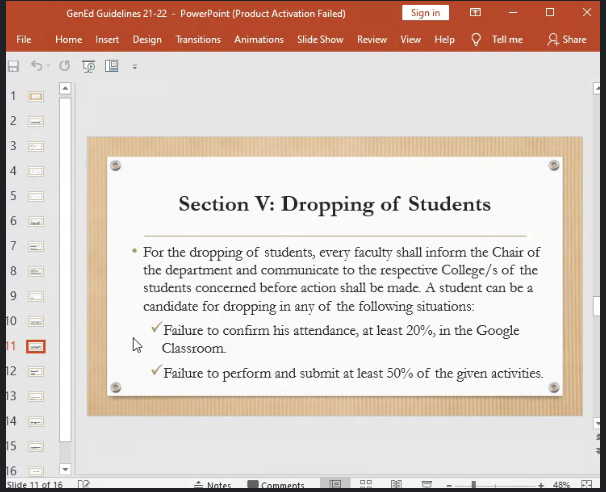 GenEd Guidelines 21-22 - PowerPoint (Product Activation Failed)
Sign in
File Home Insert Design Transitions Animations Slide Show Review View Help Tell me Share
1
2
3
4
5
6
7
8
9
10
11
12
13
14
15
16
Section V: Dropping of Students
• For the dropping of students, every faculty shall inform the Chair of
the department and communicate to the respective College/s of the
students concerned before action shall be made. A student can be a
candidate for dropping in any of the following situations:
✓Failure to confirm his attendance, at least 20%, in the Google
Classroom.
✓Failure to perform and submit at least 50% of the given activities.
Slide 11 of 16 Notes Comments 48%